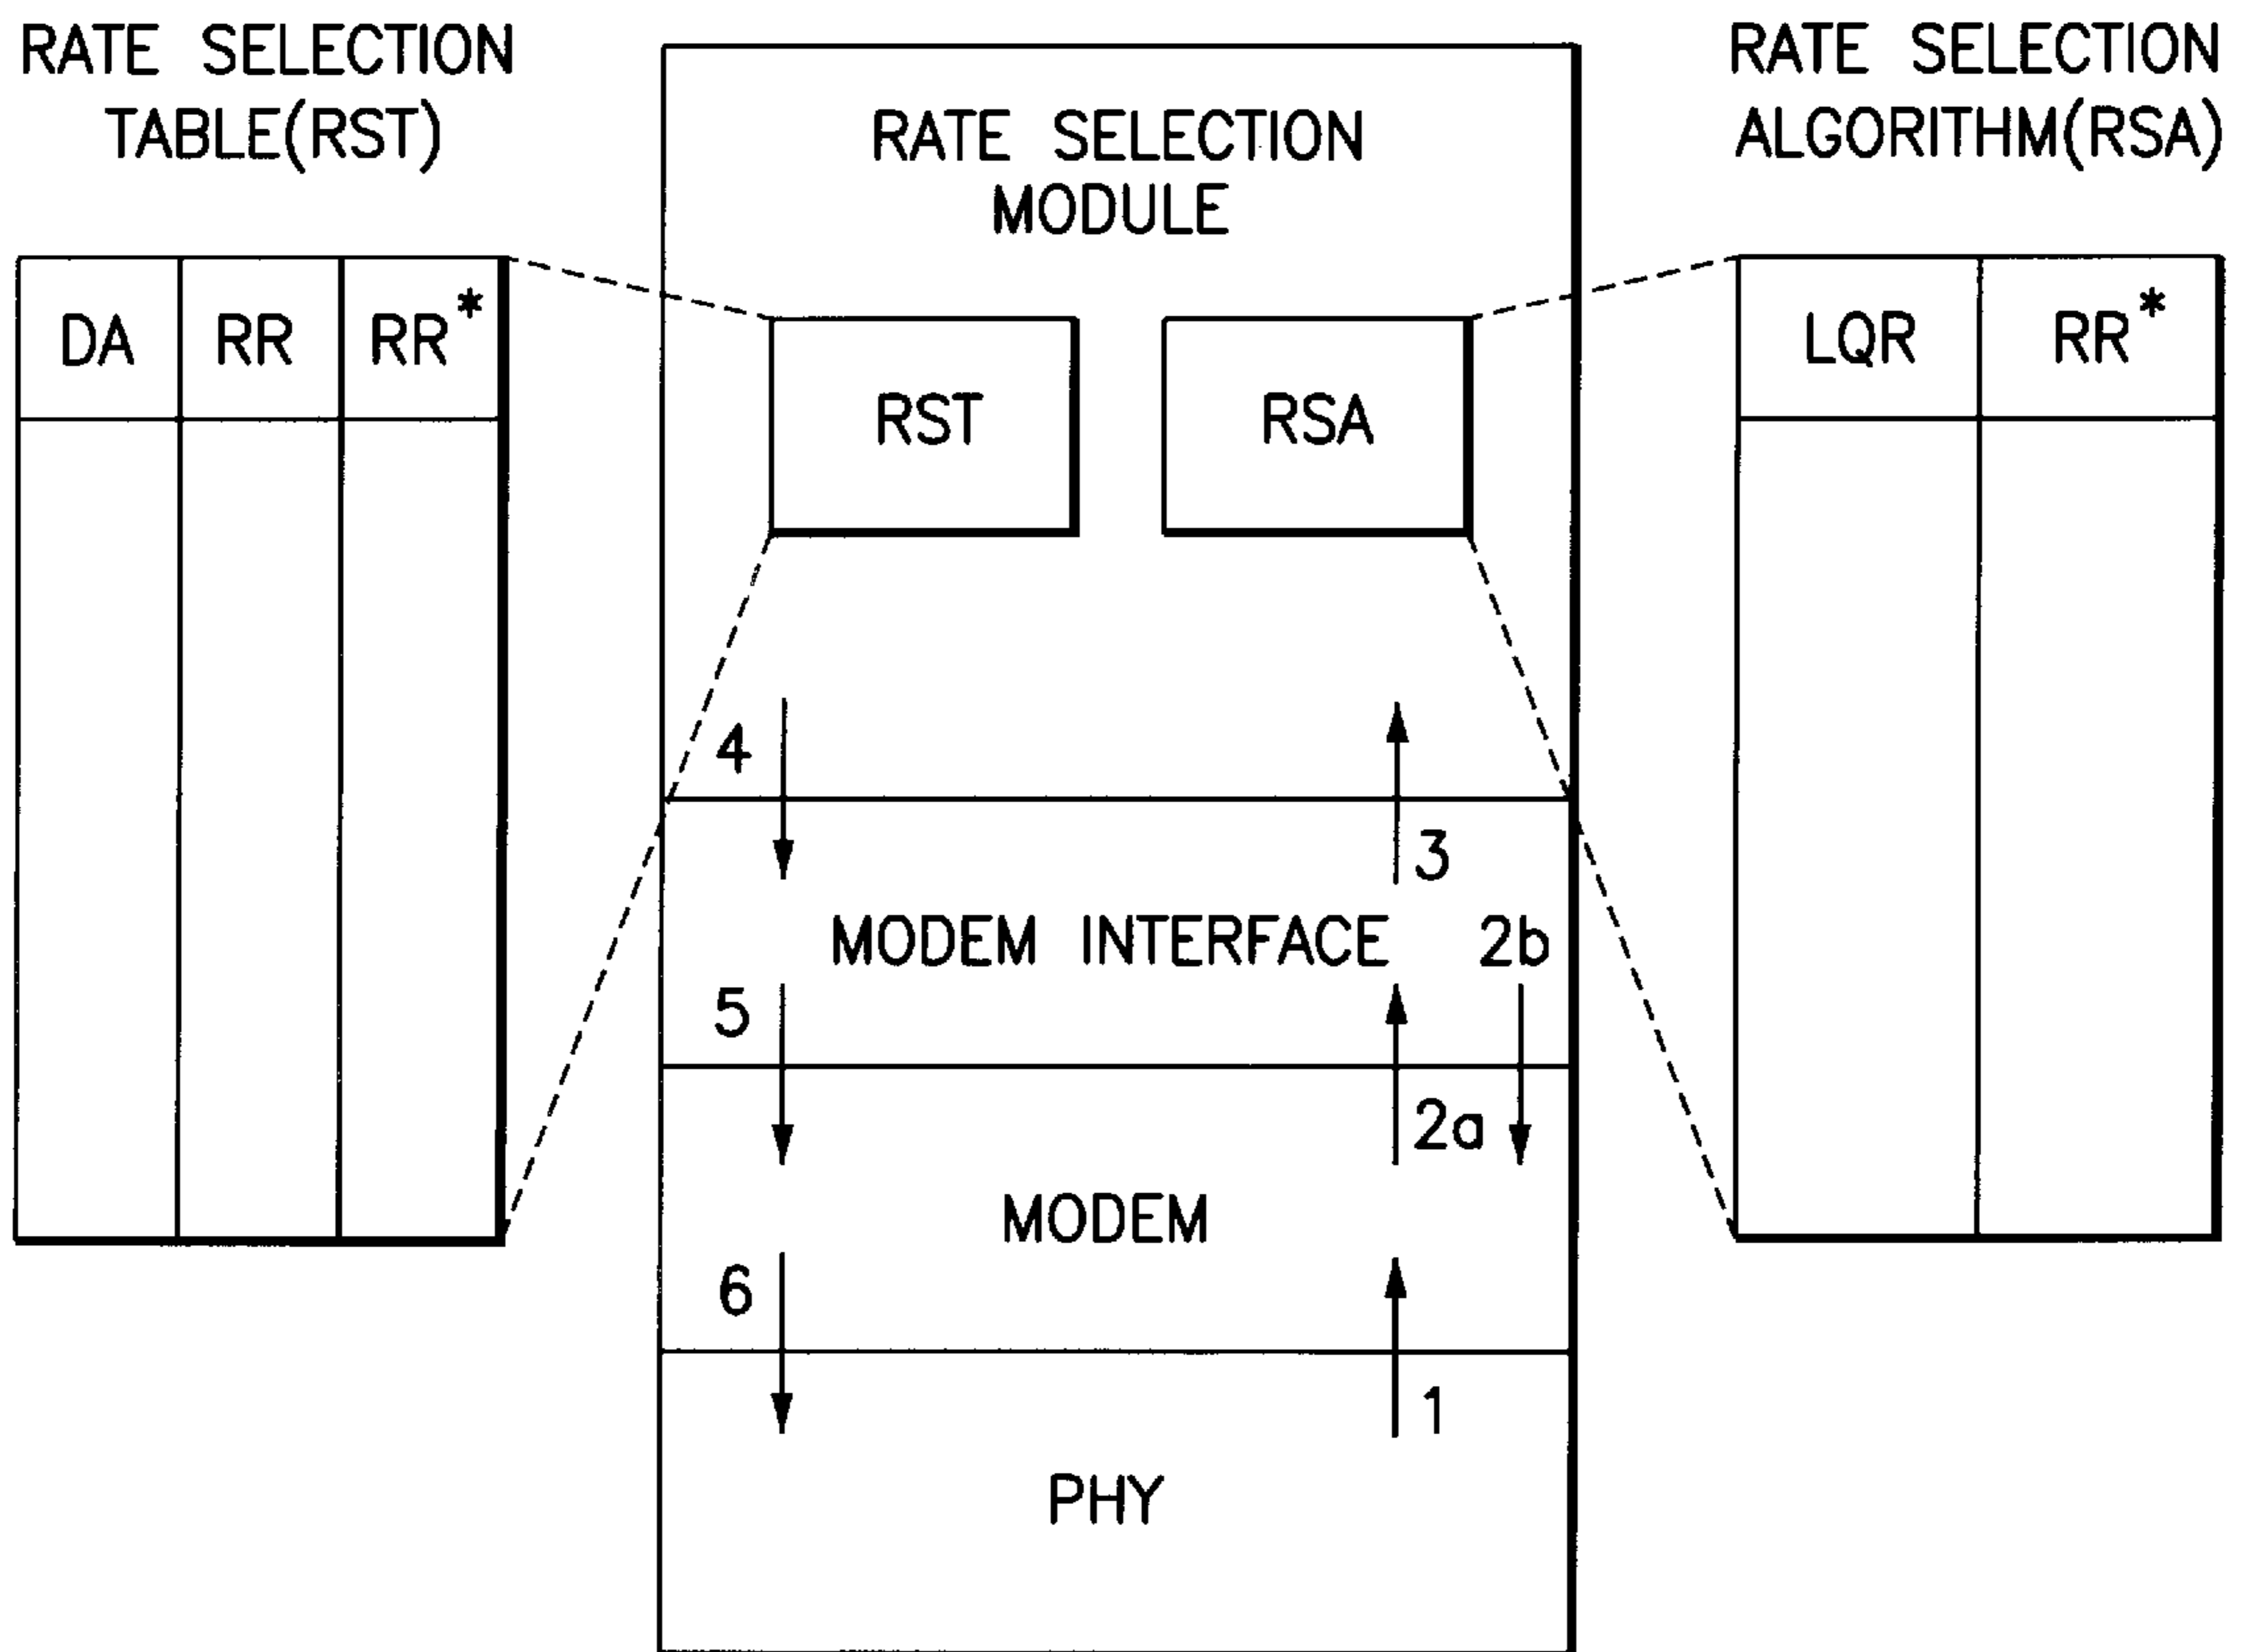 RATE SELECTION
TABLE(RST)
RATE SELECTION
MODULE
RATE SELECTION
ALGORITHM(RSA)
DA RR RR*
RST
RSA
LQR RR*
4
3
MODEM INTERFACE
2b
5
2a
MODEM
6
1
PHY